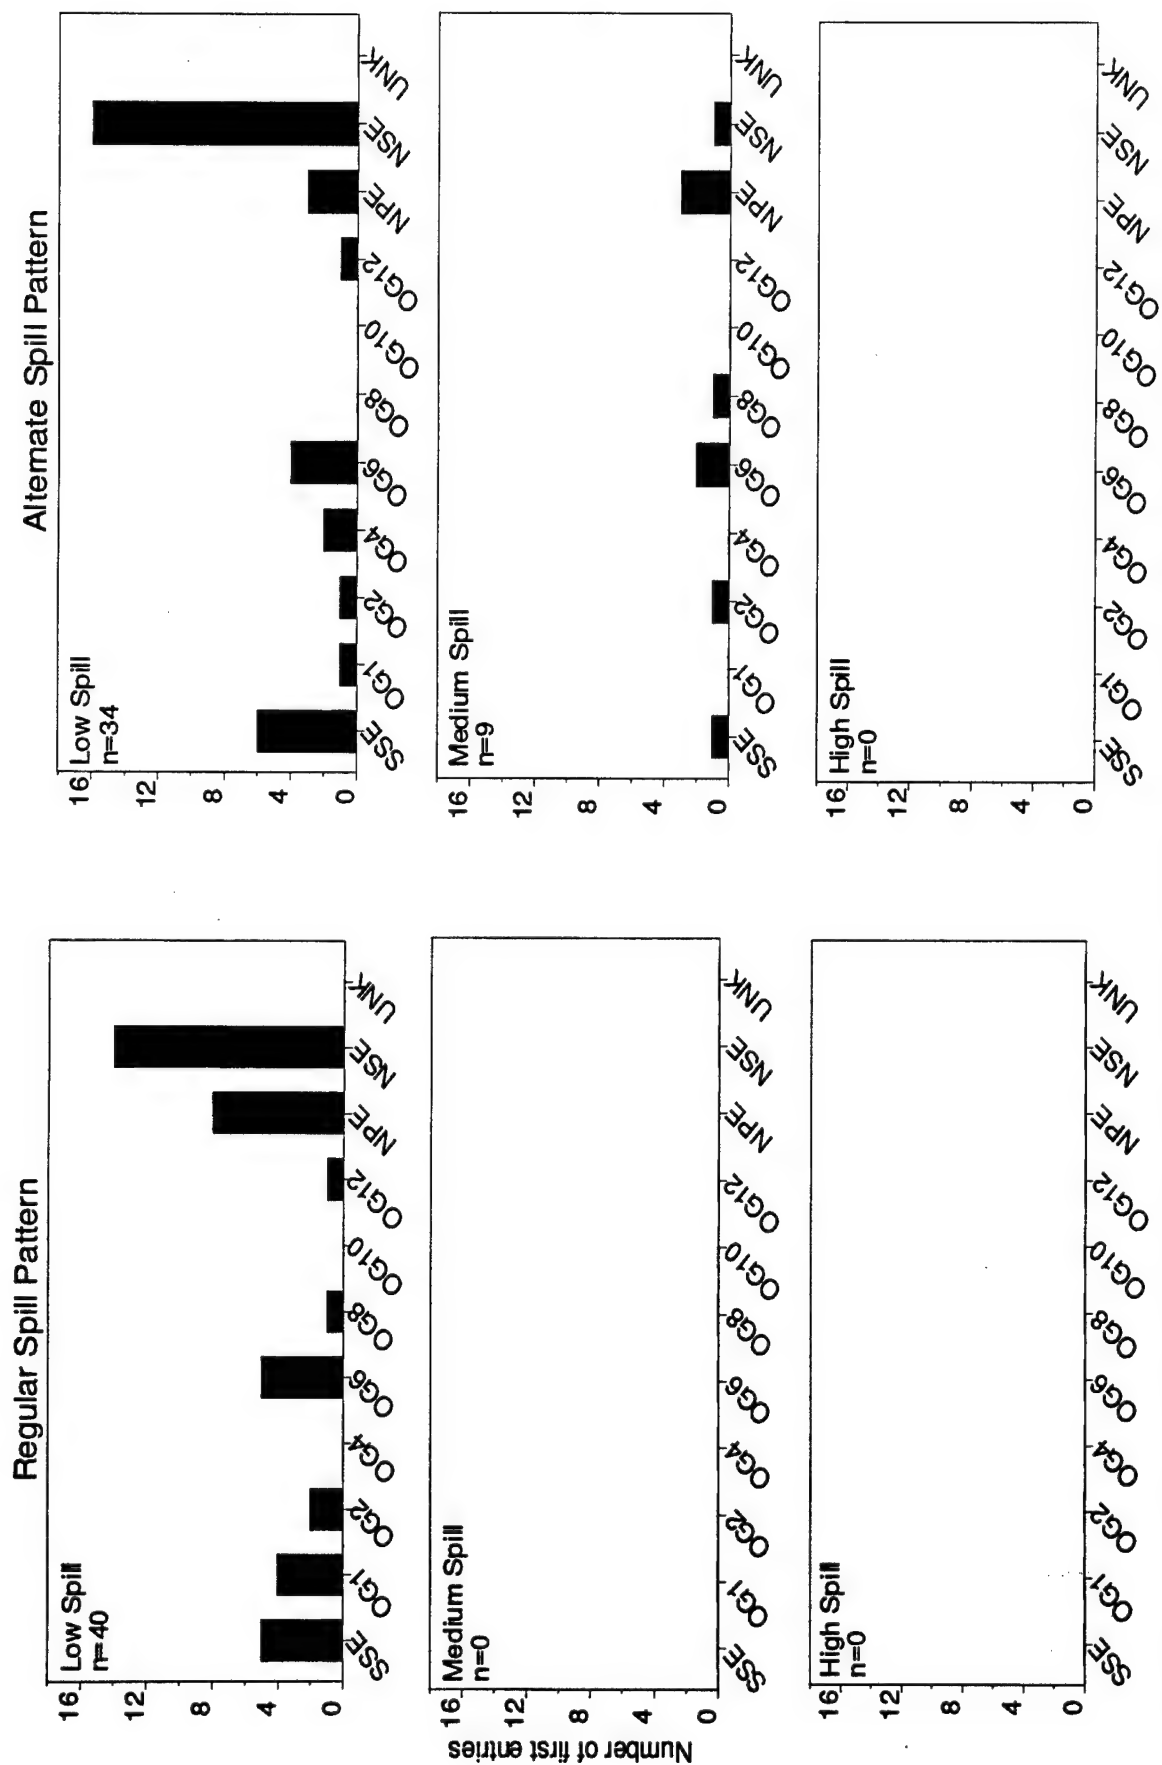 Regular Spill Pattern
Low Spill
n=40
16
12
8
4
0
SSE OG1 OG2 OG4 OG6 OG8 OG10 OG12 NPE NSE UNK
Medium Spill
n=0
Number of first entries
16
12
8
4
0
SSE OG1 OG2 OG4 OG6 OG8 OG10 OG12 NPE NSE UNK
High Spill
n=0
16
12
8
4
0
SSE OG1 OG2 OG4 OG6 OG8 OG10 OG12 NPE NSE UNK
Alternate Spill Pattern
Low Spill
n=34
16
12
8
4
0
SSE OG1 OG2 OG4 OG6 OG8 OG10 OG12 NPE NSE UNK
Medium Spill
n=9
16
12
8
4
0
SSE OG1 OG2 OG4 OG6 OG8 OG10 OG12 NPE NSE UNK
High Spill
n=0
16
12
8
4
0
SSE OG1 OG2 OG4 OG6 OG8 OG10 OG12 NPE NSE UNK